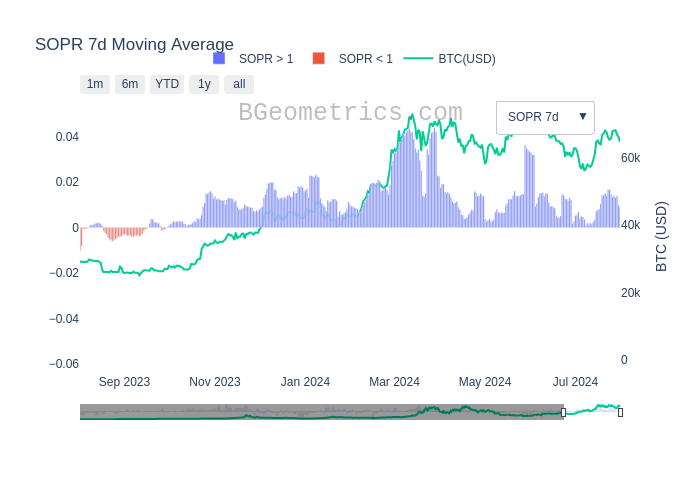 SOPR 7d Moving Average
SOPR > 1
SOPR < 1
BTC(USD)
1m
6m
YTD
1y
all
BGeometrics com
SOPR 7d ▼
0.04
0.02
0
−0.02
−0.04
−0.06
60k
40k
20k
0
BTC (USD)
Sep 2023
Nov 2023
Jan 2024
Mar 2024
May 2024
Jul 2024